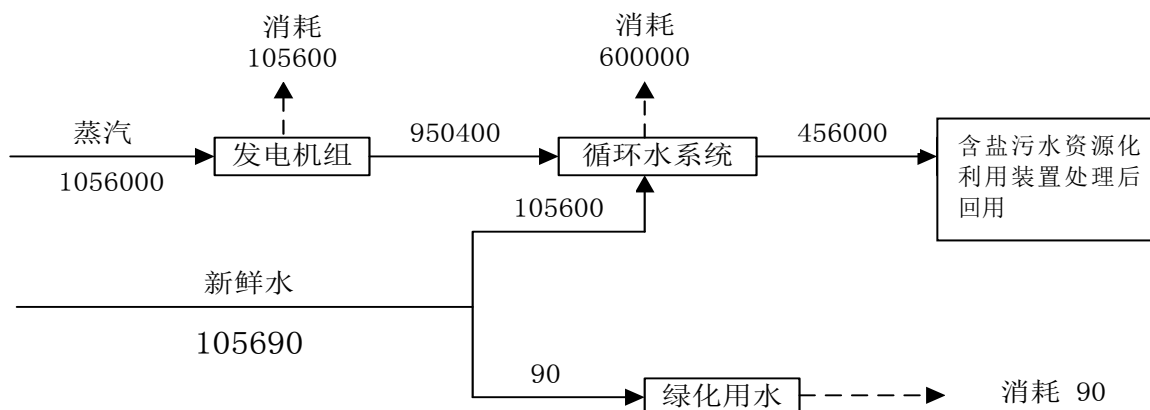 消耗
105600
消耗
600000
蒸汽
1056000
发电机组
950400
循环水系统
456000
含盐污水资源化
利用装置处理后
回用
105600
新鲜水
105690
90
绿化用水
消耗 90